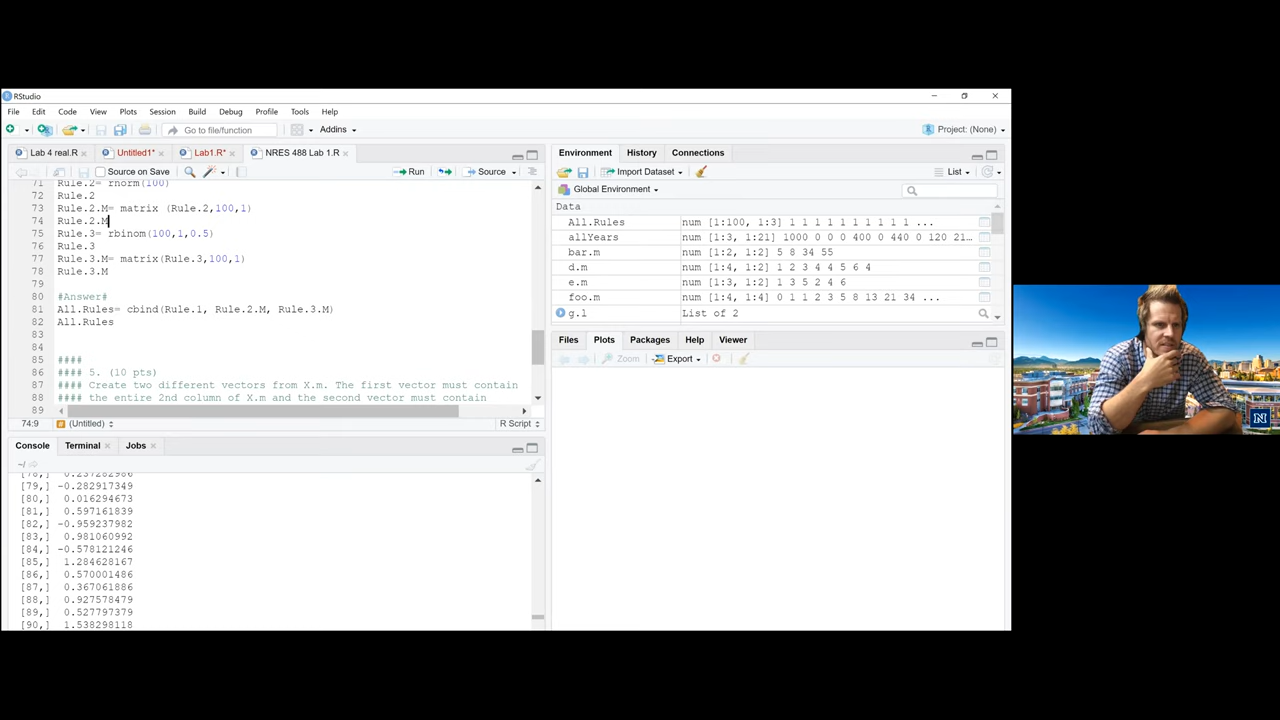 RStudio
File Edit Code View Plots Session Build Debug Profile Tools Help
Go to file/function Addins Project: (None)
Lab 4 real.R Untitled1* Lab1.R* NRES 488 Lab 1.R
Source on Save Run Source
71 Rule.2= rnorm(100)
72 Rule.2
73 Rule.2.M= matrix (Rule.2,100,1)
74 Rule.2.M
75 Rule.3= rbinom(100,1,0.5)
76 Rule.3
77 Rule.3.M= matrix(Rule.3,100,1)
78 Rule.3.M
79
80 #Answer#
81 All.Rules= cbind(Rule.1, Rule.2.M, Rule.3.M)
82 All.Rules
83
84
85 ####
86 #### 5. (10 pts)
87 #### Create two different vectors from X.m. The first vector must contain
88 #### the entire 2nd column of X.m and the second vector must contain
89
74:9 (Untitled) R Script
Console Terminal Jobs
~/
[78,] 0.237282986
[79,] -0.282917349
[80,] 0.016294673
[81,] 0.597161839
[82,] -0.959237982
[83,] 0.981060992
[84,] -0.578121246
[85,] 1.284628167
[86,] 0.570001486
[87,] 0.367061886
[88,] 0.927578479
[89,] 0.527797379
[90,] 1.538298118
Environment History Connections
Import Dataset List
Global Environment
Data
All.Rules num [1:100, 1:3] 1 1 1 1 1 1 1 1 1 1 ...
allYears num [1:3, 1:21] 1000 0 0 0 400 0 440 0 120 21...
bar.m num [1:2, 1:2] 5 8 34 55
d.m num [1:4, 1:2] 1 2 3 4 4 5 6 4
e.m num [1:3, 1:2] 1 3 5 2 4 6
foo.m num [1:4, 1:4] 0 1 1 2 3 5 8 13 21 34 ...
g.l List of 2
Files Plots Packages Help Viewer
Zoom Export
N